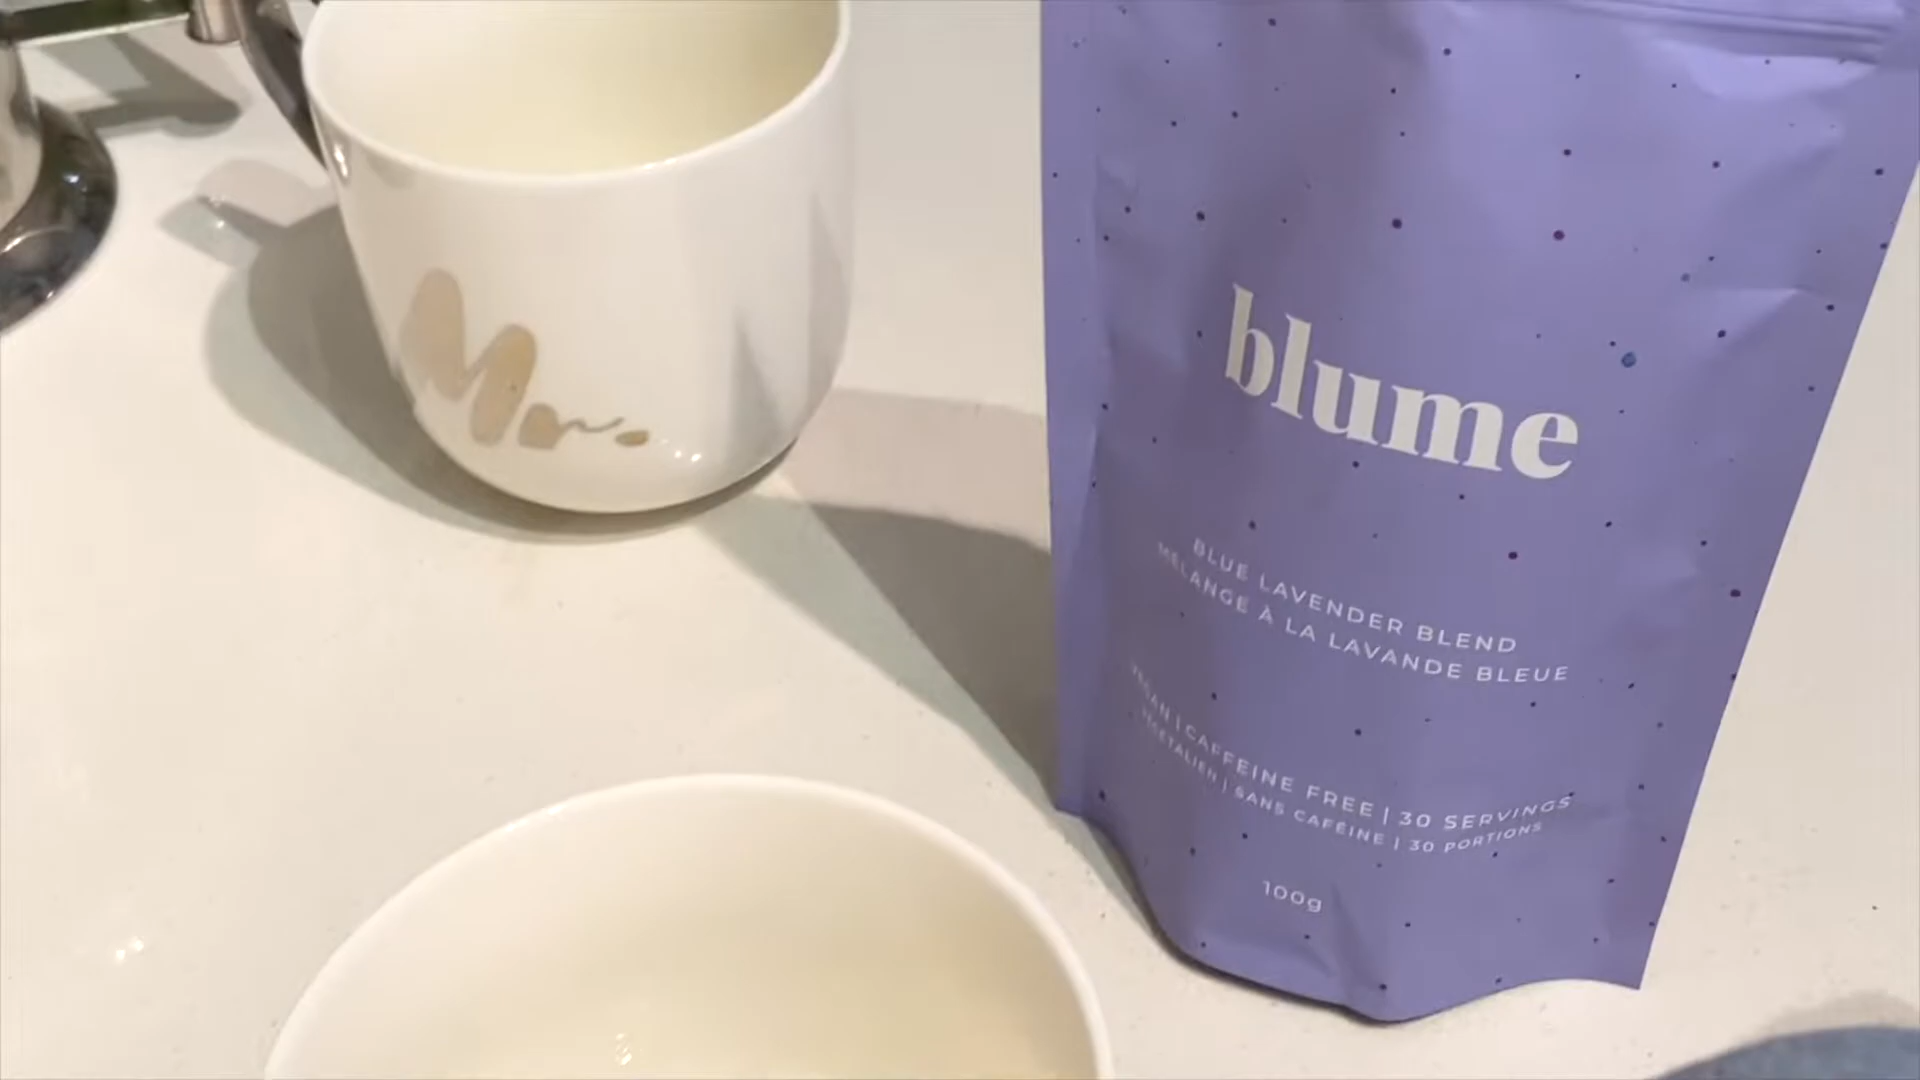 Mr.
blume
BLUE LAVENDER BLEND
MÉLANGE À LA LAVANDE BLEUE
VEGAN | CAFFEINE FREE | 30 SERVINGS
VÉGÉTALIEN | SANS CAFÉINE | 30 PORTIONS
100g